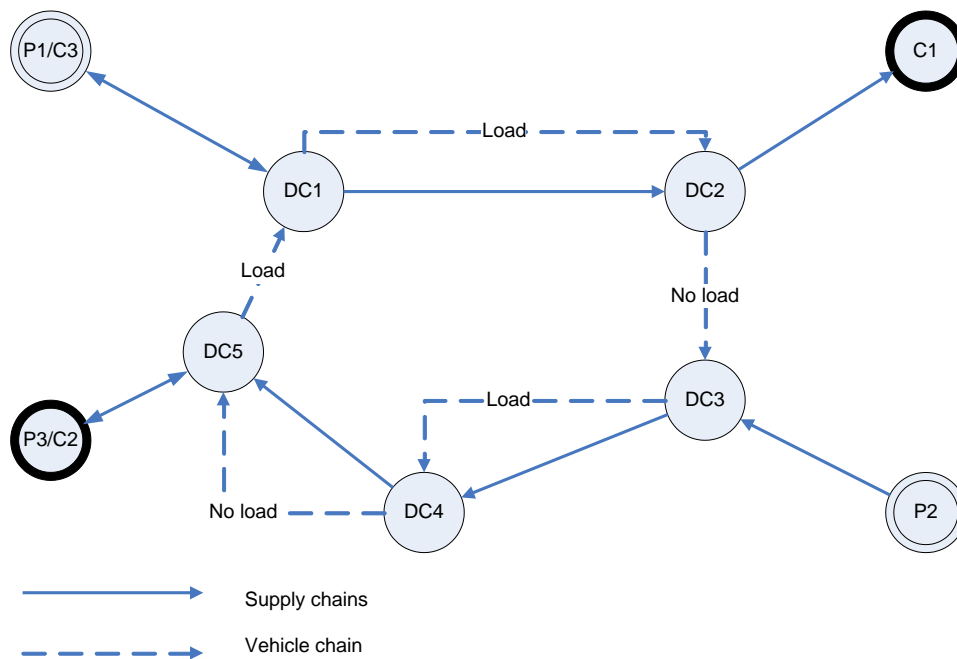 P1/C3
C1
Load
DC1
DC2
Load
No load
DC5
Load
DC3
P3/C2
No load
DC4
P2
Supply chains
Vehicle chain